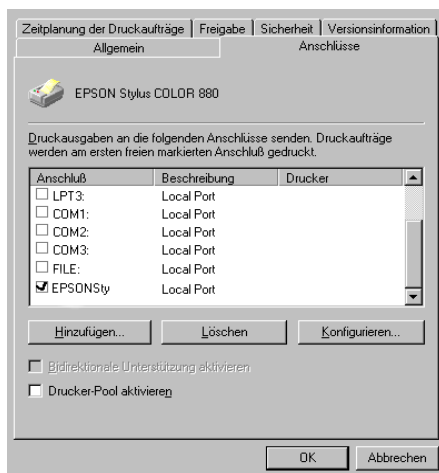 Zeitplanung der Druckaufträge Freigabe Sicherheit Versionsinformation
Allgemein Anschlüsse
EPSON Stylus COLOR 880
Druckausgaben an die folgenden Anschlüsse senden. Druckaufträge
werden am ersten freien markierten Anschluß gedruckt.
Anschluß Beschreibung Drucker
LPT3: Local Port
COM1: Local Port
COM2: Local Port
COM3: Local Port
FILE: Local Port
EPSONSty Local Port
Hinzufügen... Löschen Konfigurieren...
Bidirektionale Unterstützung aktivieren
Drucker-Pool aktivieren
OK Abbrechen